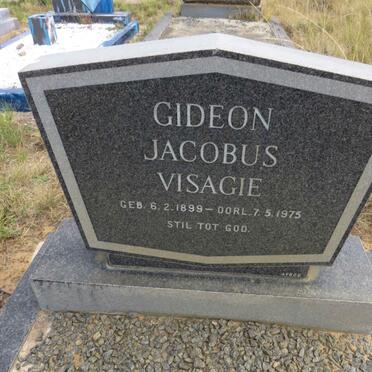 GIDEON
JACOBUS
VISAGIE
GEB. 6.2.1899 – OORL. 7.5.1975
STIL TOT GOD.